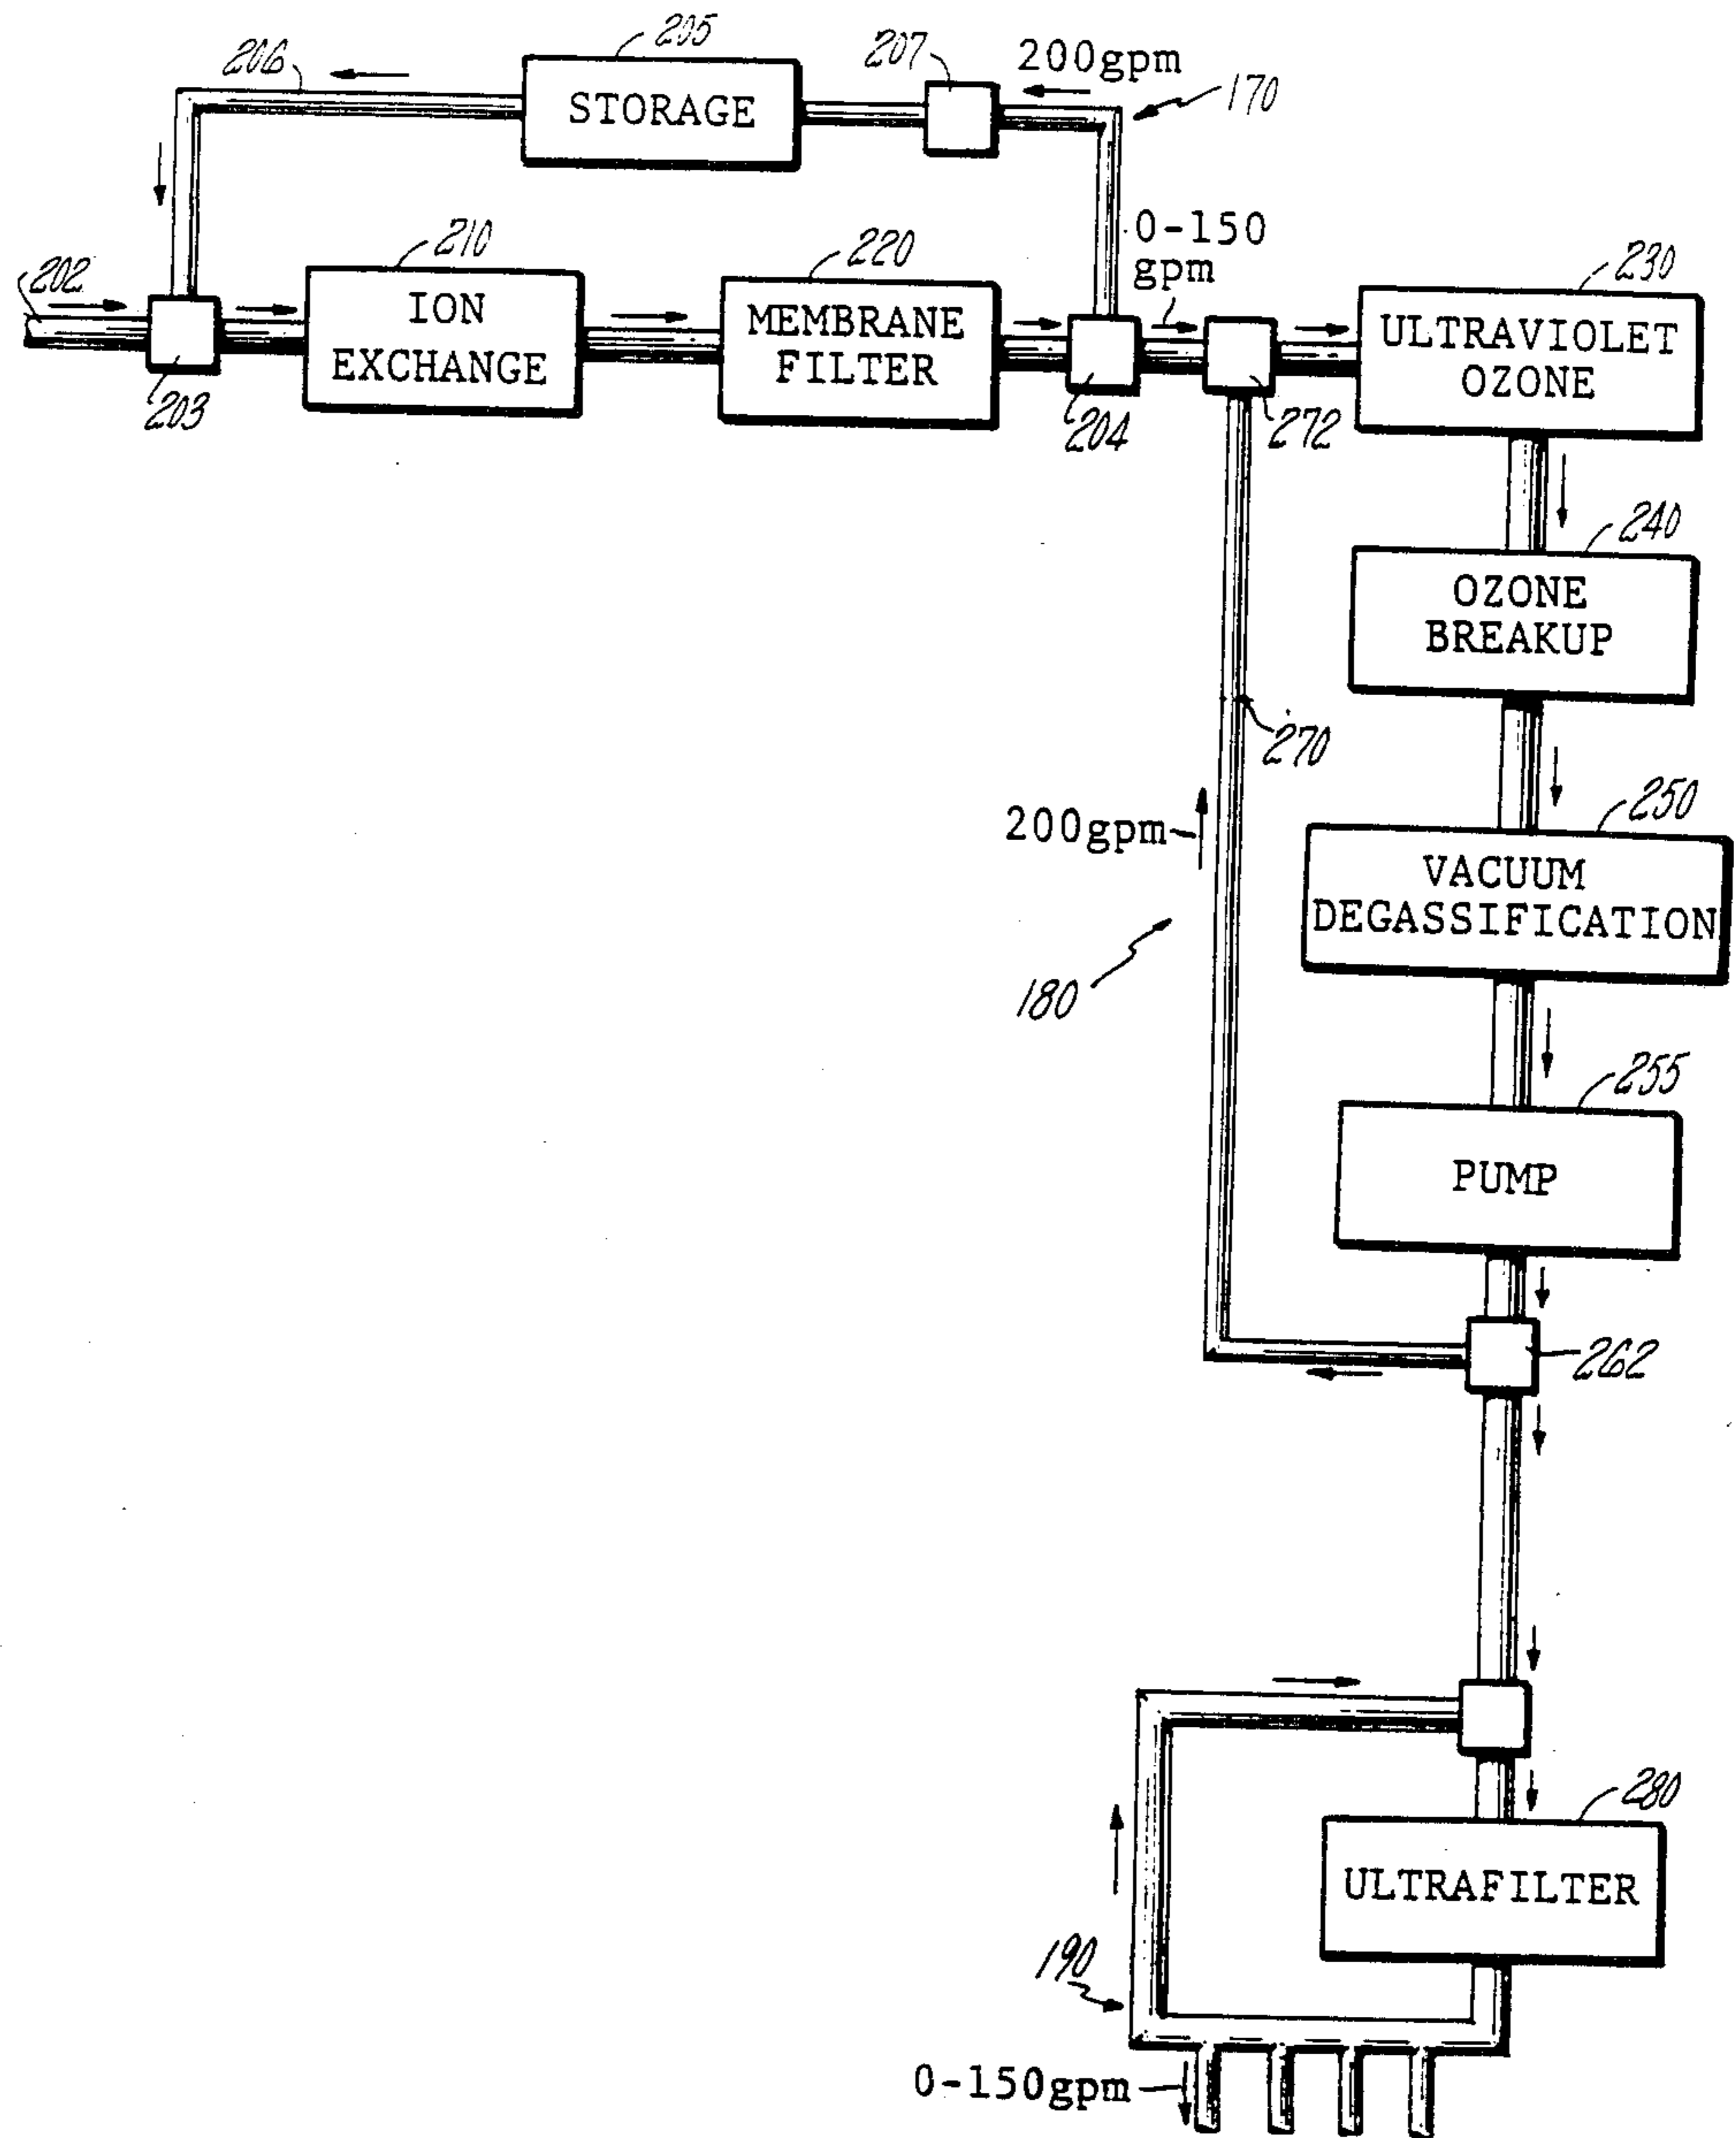 205
206
207
200gpm
170
STORAGE
0-150
gpm
202
210
220
230
ION
EXCHANGE
MEMBRANE
FILTER
ULTRAVIOLET
OZONE
203
204
272
240
OZONE
BREAKUP
270
250
200gpm
VACUUM
DEGASSIFICATION
180
255
PUMP
262
280
ULTRAFILTER
190
0-150gpm